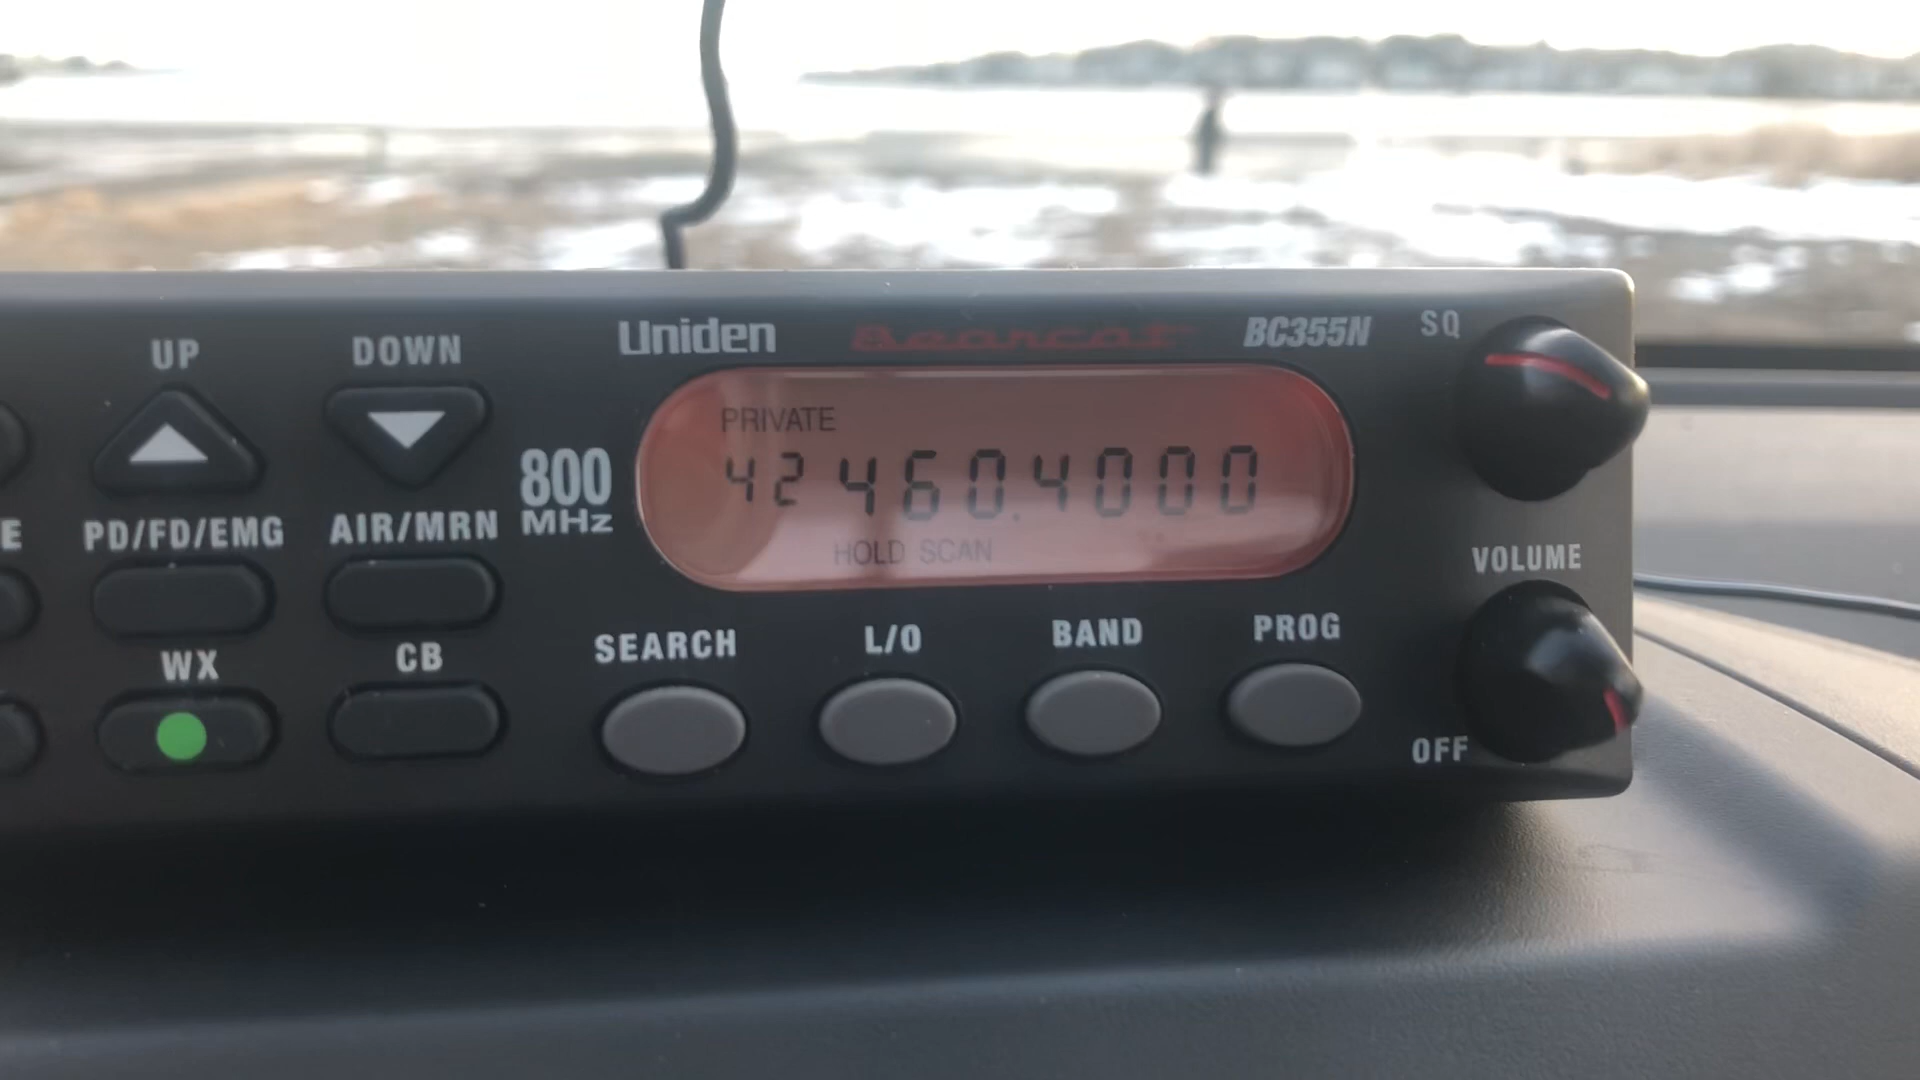 Uniden Bearcat BC355N SQ
UP DOWN
PRIVATE
42 460.4000
HOLD SCAN
800
MHz
E PD/FD/EMG AIR/MRN
VOLUME
SEARCH L/O BAND PROG
WX CB
OFF